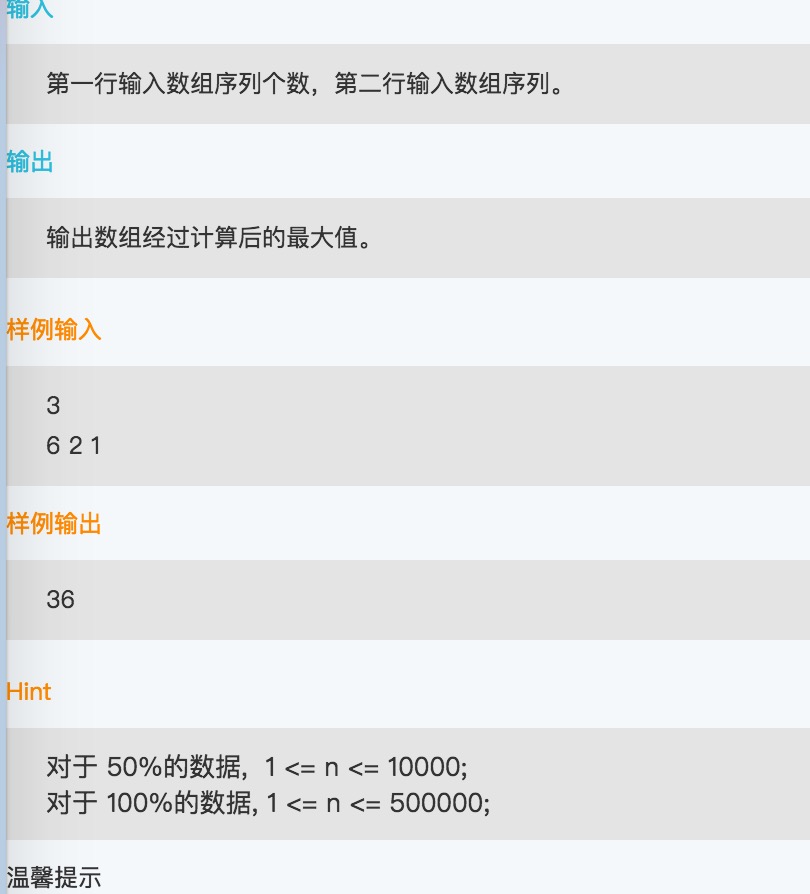 输入
第一行输入数组序列个数，第二行输入数组序列。
输出
输出数组经过计算后的最大值。
样例输入
3
6 2 1
样例输出
36
Hint
对于 50%的数据，1 <= n <= 10000;
对于 100%的数据, 1 <= n <= 500000;
温馨提示